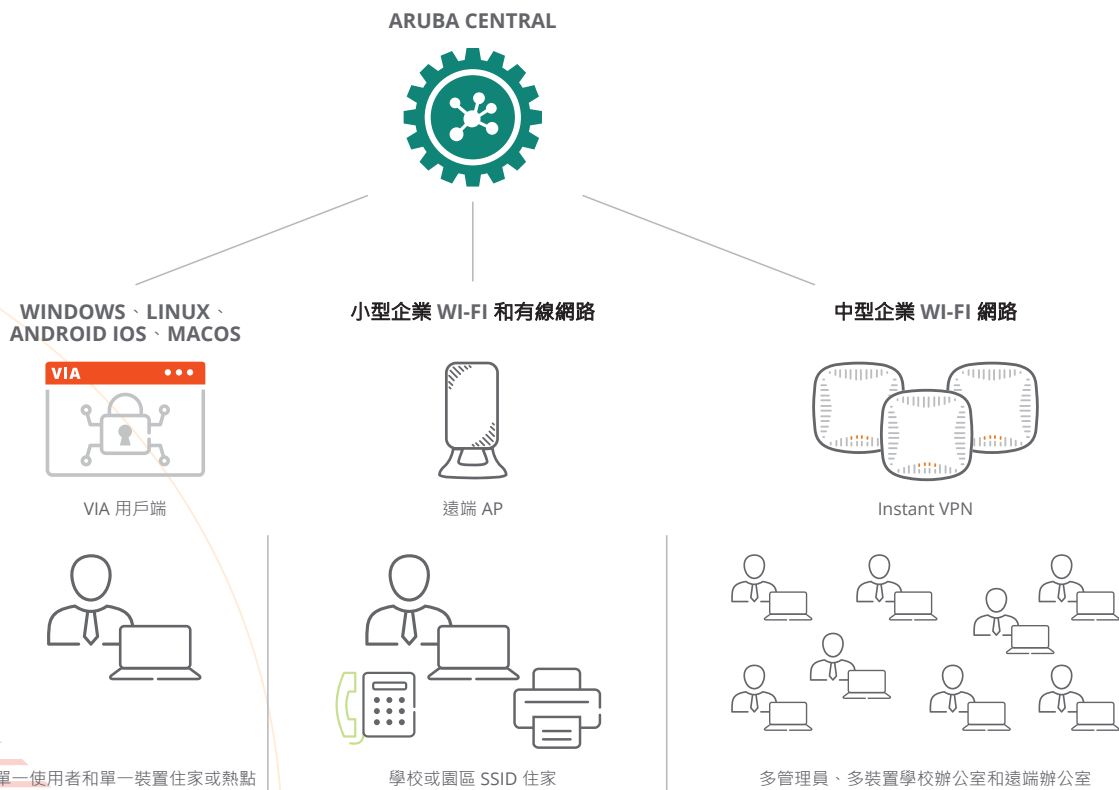 ARUBA CENTRAL
WINDOWS、LINUX、
ANDROID IOS、MACOS
小型企業 WI-FI 和有線網路
中型企業 WI-FI 網路
VIA
VIA 用戶端
遠端 AP
Instant VPN
單一使用者和單一裝置住家或熱點
學校或園區 SSID 住家
多管理員、多裝置學校辦公室和遠端辦公室